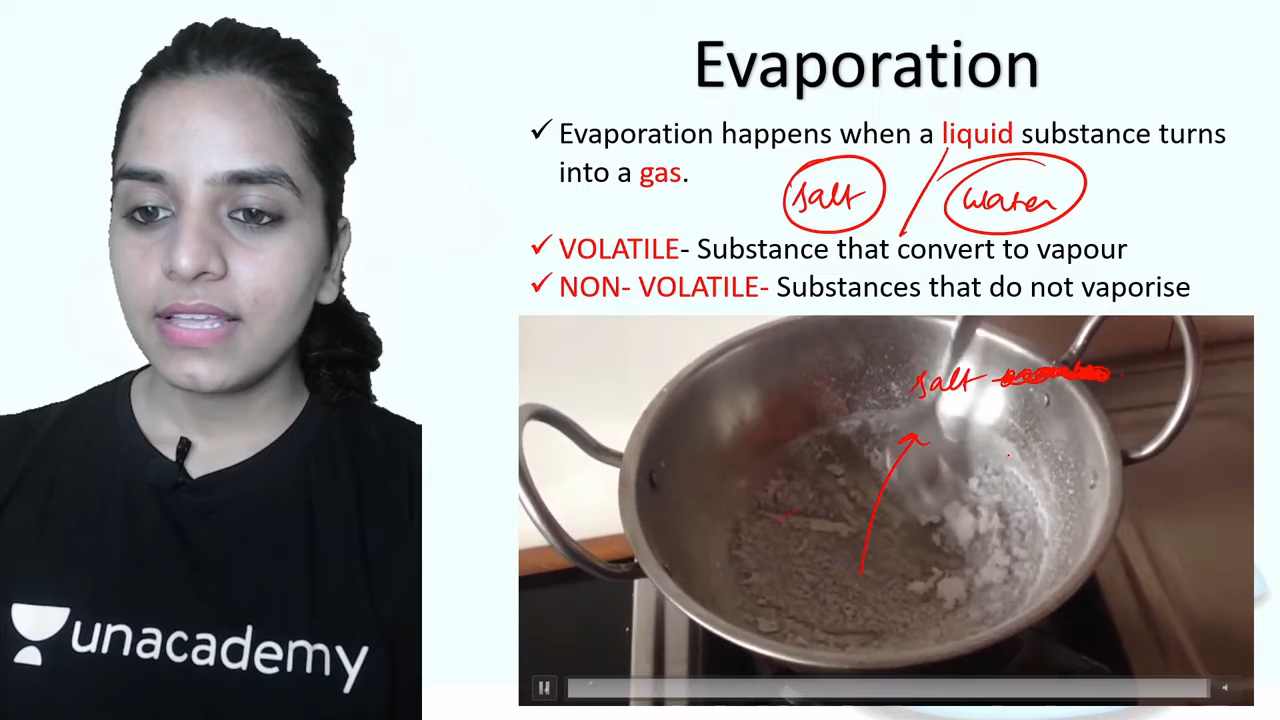 Evaporation
✓ Evaporation happens when a liquid substance turns
into a gas.
salt / water
✓ VOLATILE- Substance that convert to vapour
✓ NON- VOLATILE- Substances that do not vaporise
salt
unacademy